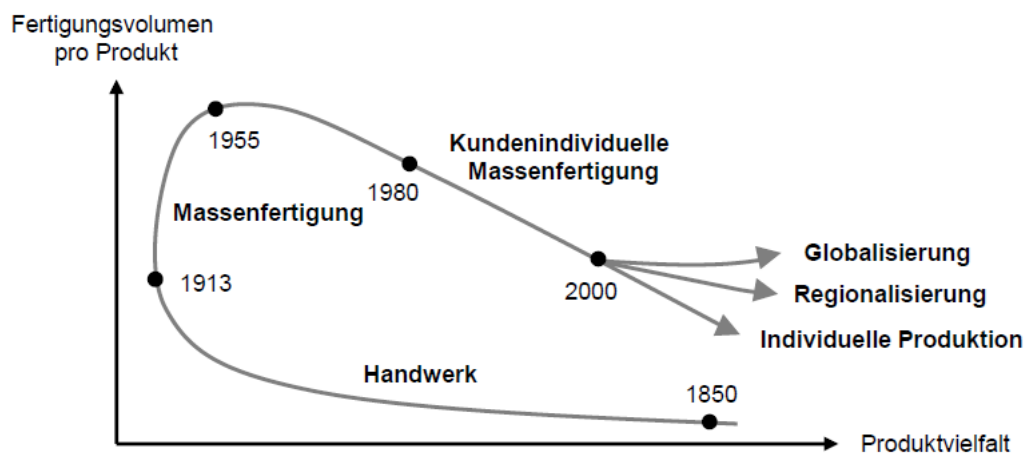 Fertigungsvolumen
pro Produkt
1955
Kundenindividuelle
Massenfertigung
1980
Massenfertigung
1913
2000
Globalisierung
Regionalisierung
Individuelle Produktion
Handwerk
1850
Produktvielfalt